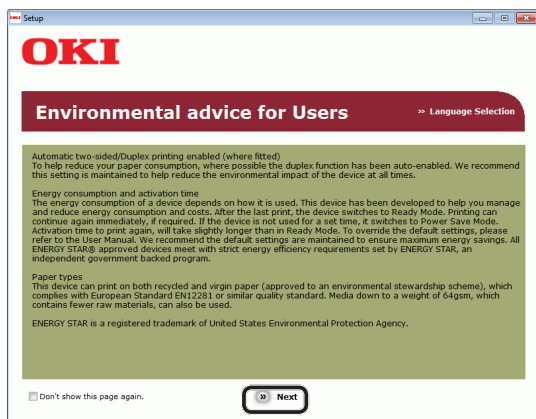 OKI Setup
OKI
Environmental advice for Users
» Language Selection
Automatic two-sided/Duplex printing enabled (where fitted)
To help reduce your paper consumption, where possible the duplex function has been auto-enabled. We recommend
this setting is maintained to help reduce the environmental impact of the device at all times.
Energy consumption and activation time
The energy consumption of a device depends on how it is used. This device has been developed to help you manage
and reduce energy consumption and costs. After the last print, the device switches to Ready Mode. Printing can
continue again immediately, if required. If the device is not used for a set time, it switches to Power Save Mode.
Activation time to print again, will take slightly longer than in Ready Mode. To override the default settings, please
refer to the User Manual. We recommend the default settings are maintained to ensure maximum energy savings. All
ENERGY STAR® approved devices meet with strict energy efficiency requirements set by ENERGY STAR, an
independent government backed program.
Paper types
This device can print on both recycled and virgin paper (approved to an environmental stewardship scheme), which
complies with European Standard EN12281 or similar quality standard. Media down to a weight of 64gsm, which
contains fewer raw materials, can also be used.
ENERGY STAR is a registered trademark of United States Environmental Protection Agency.
Don't show this page again.
» Next